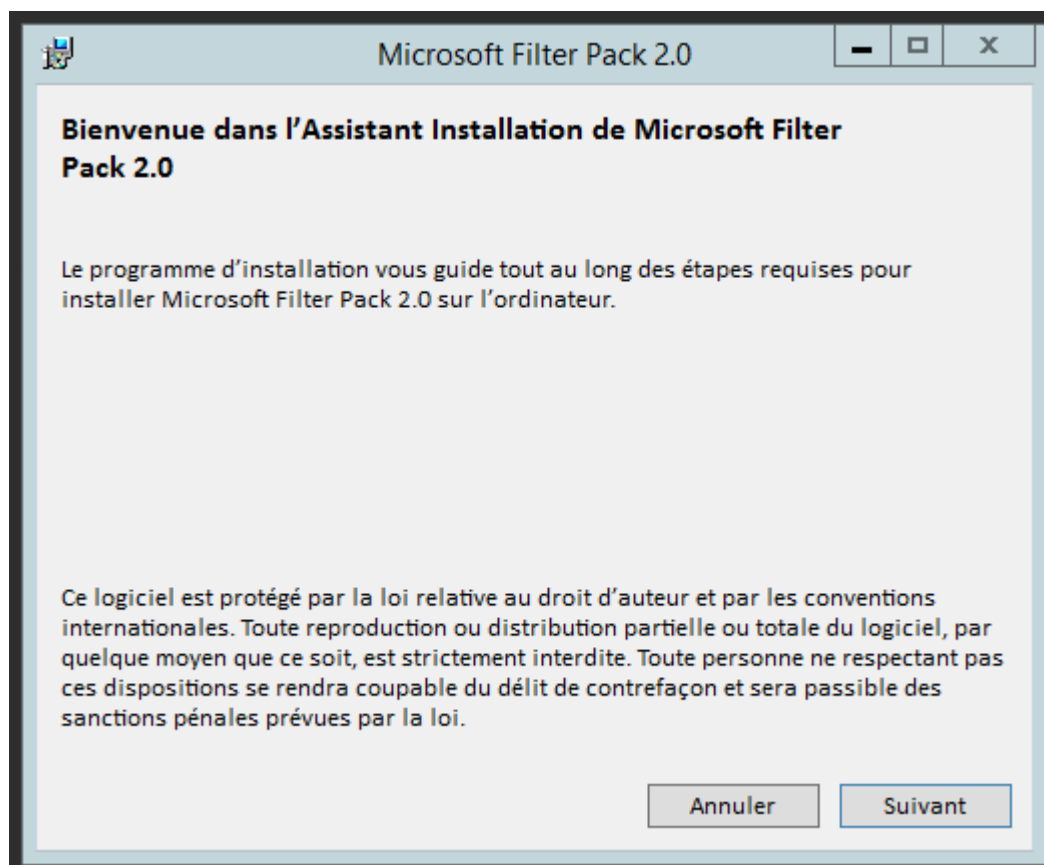 Microsoft Filter Pack 2.0
Bienvenue dans l’Assistant Installation de Microsoft Filter
Pack 2.0
Le programme d’installation vous guide tout au long des étapes requises pour
installer Microsoft Filter Pack 2.0 sur l’ordinateur.
Ce logiciel est protégé par la loi relative au droit d’auteur et par les conventions
internationales. Toute reproduction ou distribution partielle ou totale du logiciel, par
quelque moyen que ce soit, est strictement interdite. Toute personne ne respectant pas
ces dispositions se rendra coupable du délit de contrefaçon et sera passible des
sanctions pénales prévues par la loi.
Annuler Suivant